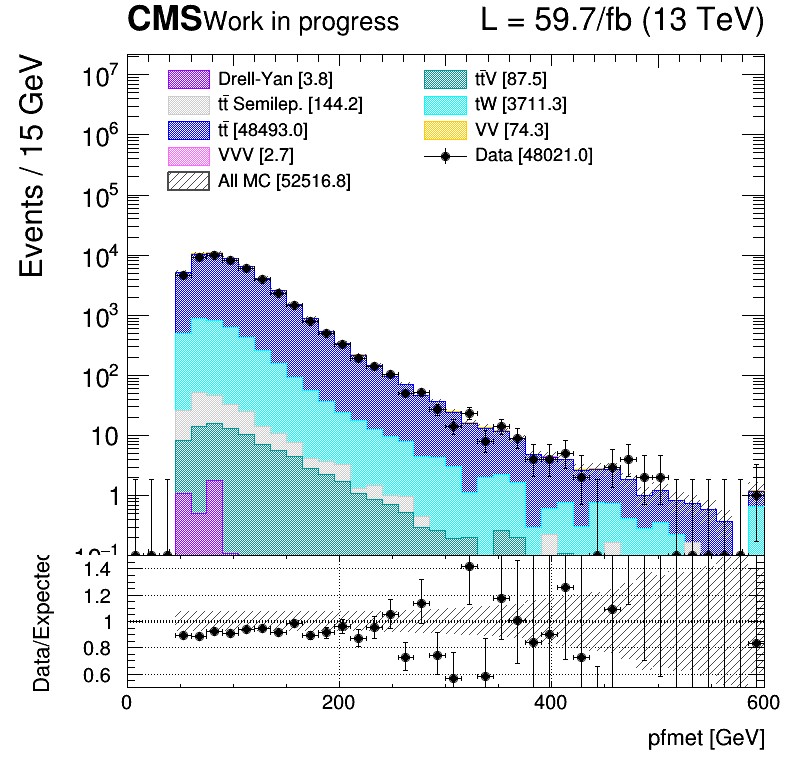 CMS Work in progress L = 59.7/fb (13 TeV)
Events / 15 GeV
Drell-Yan [3.8]
tt̄V [87.5]
tt̄ Semilep. [144.2]
tW [3711.3]
tt̄ [48493.0]
VV [74.3]
VVV [2.7]
Data [48021.0]
All MC [52516.8]
10⁷
10⁶
10⁵
10⁴
10³
10²
10
1
10⁻¹
Data/Expected
1.4
1.2
1
0.8
0.6
0 200 400 600
pfmet [GeV]